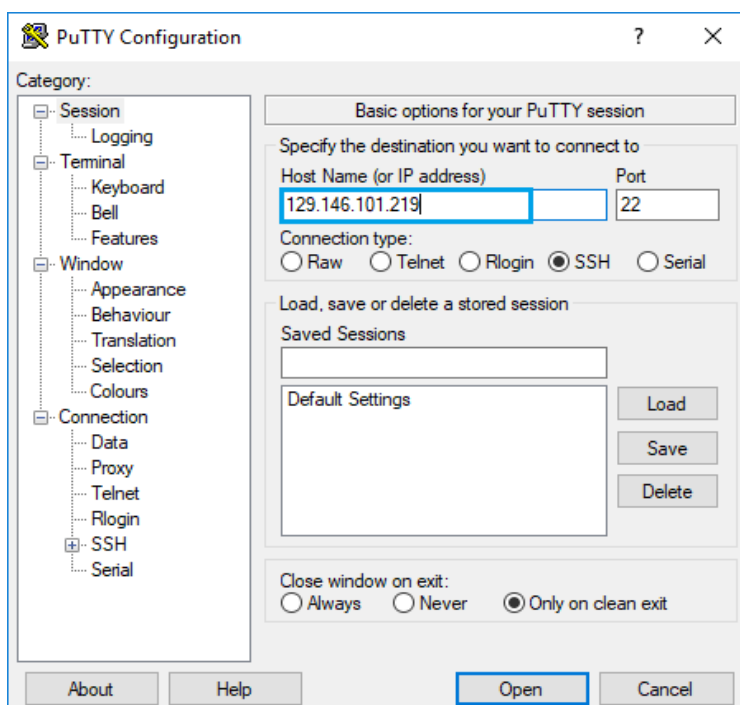 PuTTY Configuration
?
Category:
Session
Logging
Terminal
Keyboard
Bell
Features
Window
Appearance
Behaviour
Translation
Selection
Colours
Connection
Data
Proxy
Telnet
Rlogin
SSH
Serial
Basic options for your PuTTY session
Specify the destination you want to connect to
Host Name (or IP address) Port
129.146.101.219 22
Connection type:
Raw Telnet Rlogin SSH Serial
Load, save or delete a stored session
Saved Sessions
Default Settings
Load
Save
Delete
Close window on exit:
Always Never Only on clean exit
About Help Open Cancel